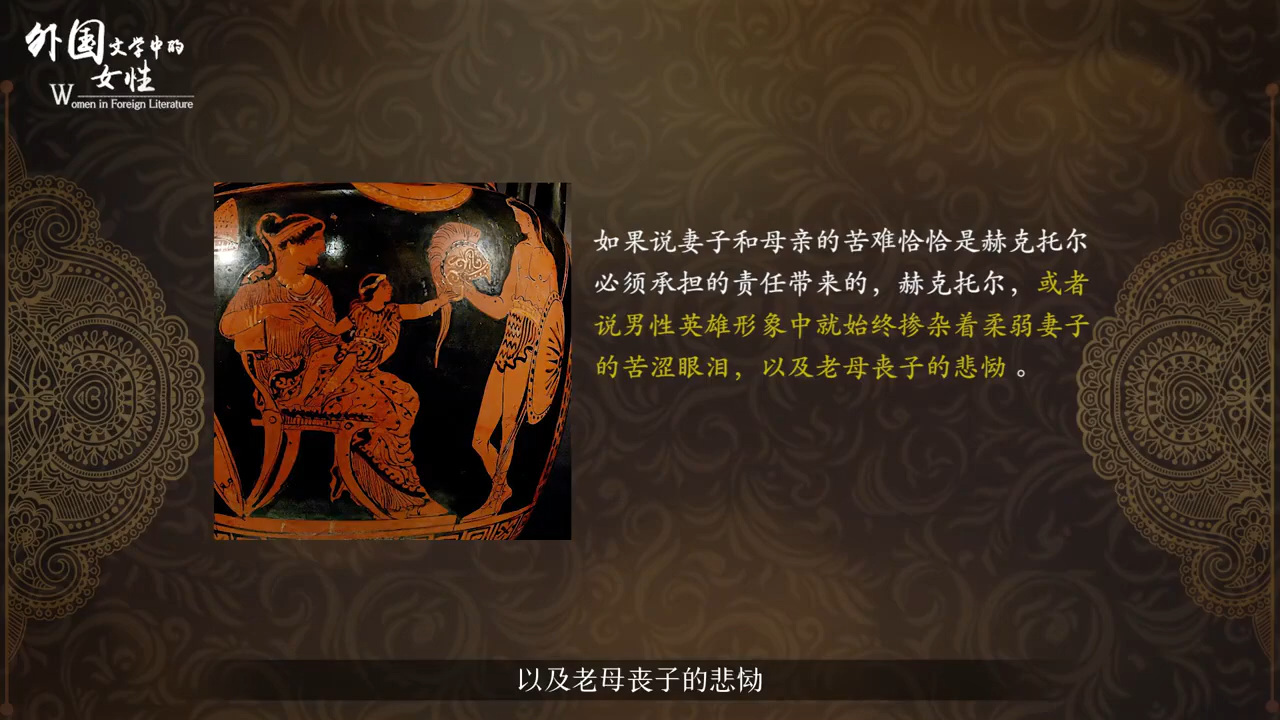 外国文学中的
女性
Women in Foreign Literature
如果说妻子和母亲的苦难恰恰是赫克托尔
必须承担的责任带来的，赫克托尔，或者
说男性英雄形象中就始终掺杂着柔弱妻子
的苦涩眼泪，以及老母丧子的悲恸。
以及老母丧子的悲恸